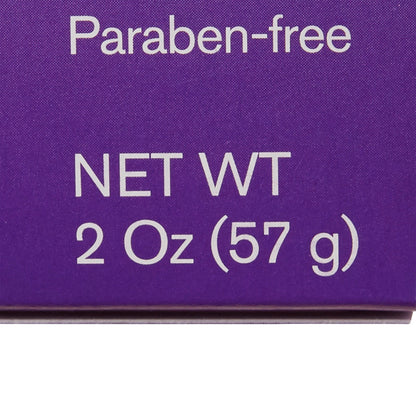 Paraben-free
NET WT
2 Oz (57 g)